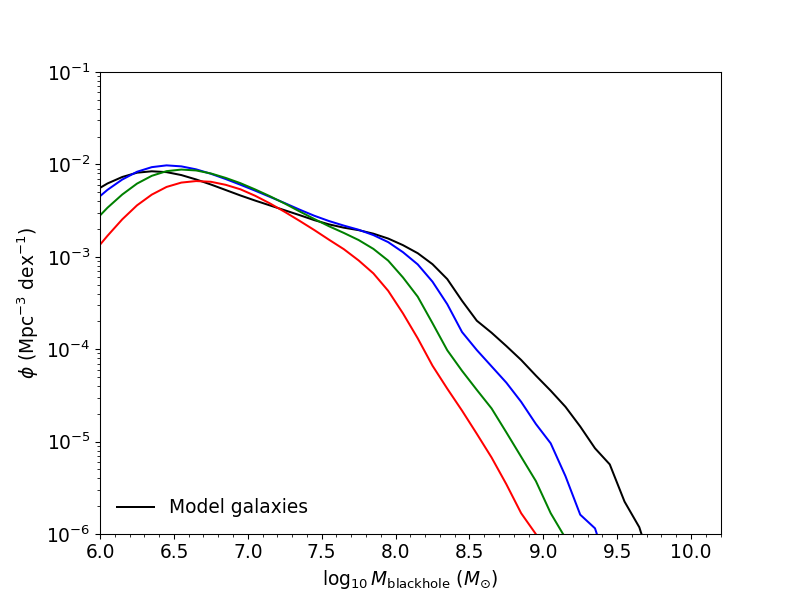 10⁻¹
10⁻²
10⁻³
10⁻⁴
10⁻⁵
10⁻⁶
ϕ (Mpc⁻³ dex⁻¹)
Model galaxies
6.0 6.5 7.0 7.5 8.0 8.5 9.0 9.5 10.0
log₁₀ M_blackhole (M_⊙)